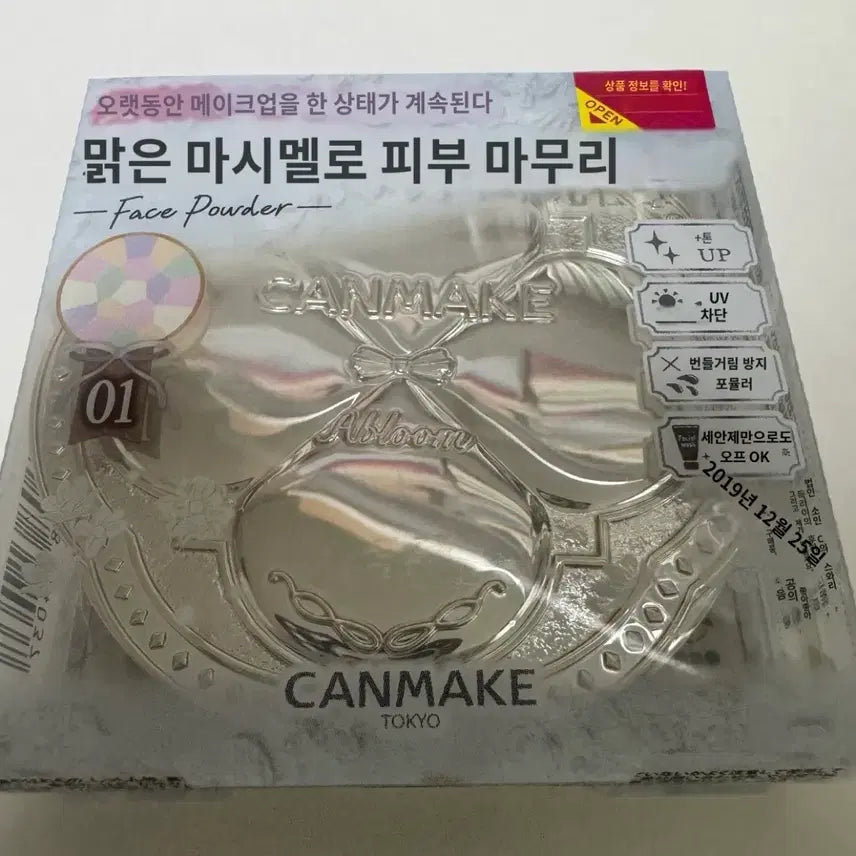 오랫동안 메이크업을 한 상태가 계속된다
상품 정보를 확인!
OPEN
맑은 마시멜로 피부 마무리
Face Powder
+톤
UP
CANMAKE
UV
차단
번들거림 방지
포뮬러
01
Abloom
Facial
wash
세안제만으로도
오프 OK
2019년 12월 25일
CANMAKE
TOKYO